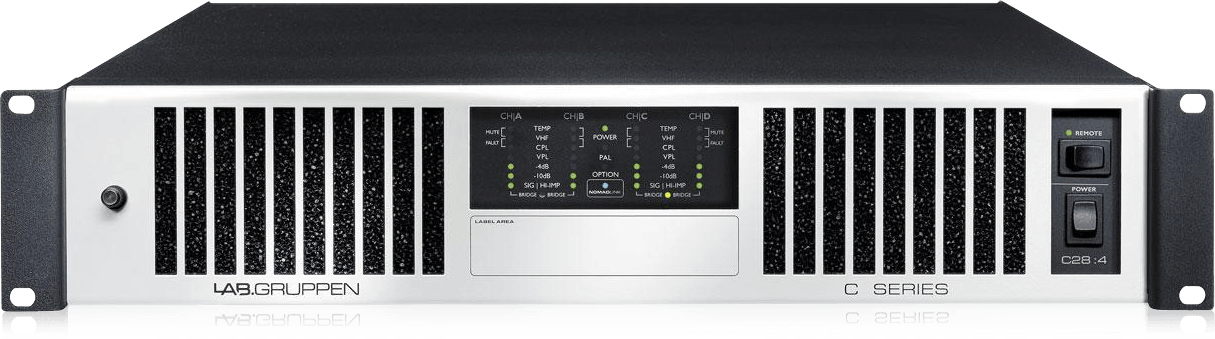 CH|A CH|B CH|C CH|D
MUTE TEMP POWER TEMP MUTE
FAULT VHF VHF FAULT
CPL CPL
VPL PAL VPL
-4dB -4dB
-10dB OPTION -10dB
SIG | HI-IMP NOMADLINK SIG | HI-IMP
BRIDGE BRIDGE BRIDGE BRIDGE
REMOTE
POWER
C28:4
LABEL AREA
LAB.GRUPPEN C SERIES